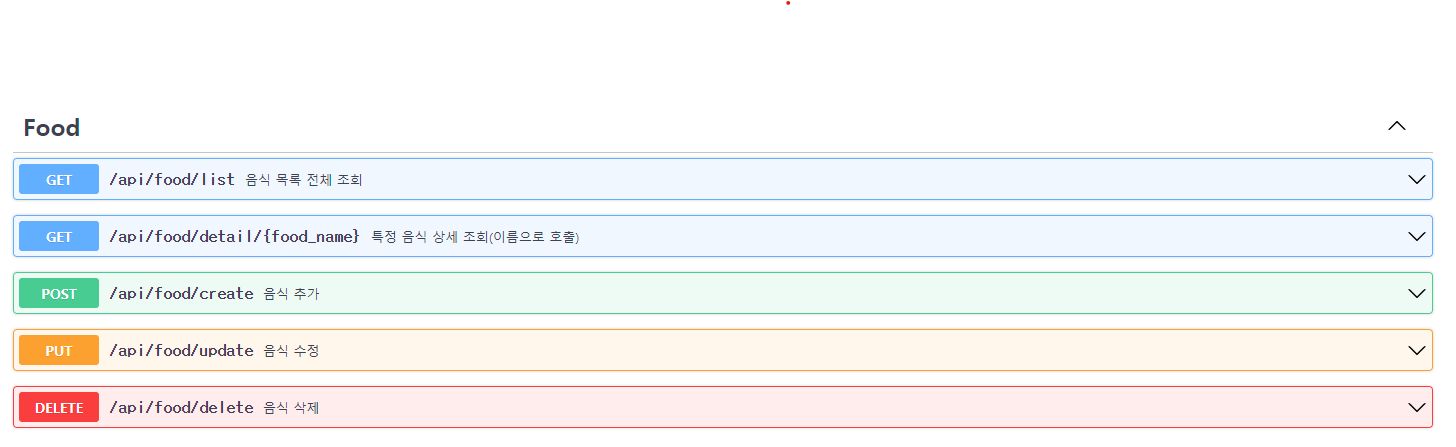 Food
GET /api/food/list 음식 목록 전체 조회
GET /api/food/detail/{food_name} 특정 음식 상세 조회(이름으로 호출)
POST /api/food/create 음식 추가
PUT /api/food/update 음식 수정
DELETE /api/food/delete 음식 삭제